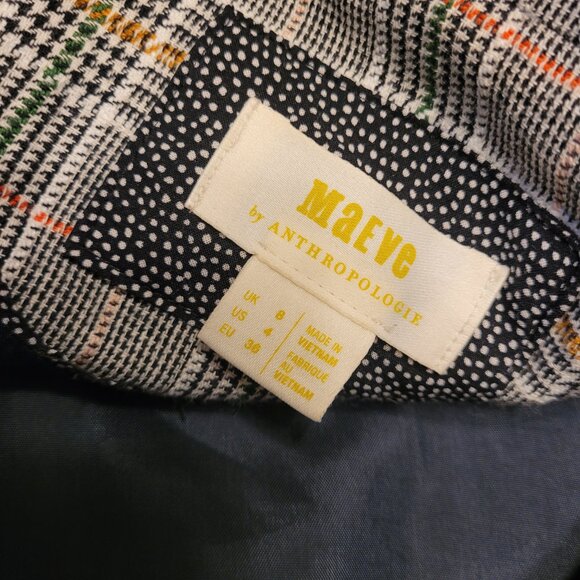 MaEVe
by ANTHROPOLOGIE
UK 8
US 4
EU 36
MADE IN
VIETNAM
FABRIQUÉ
AU
VIETNAM